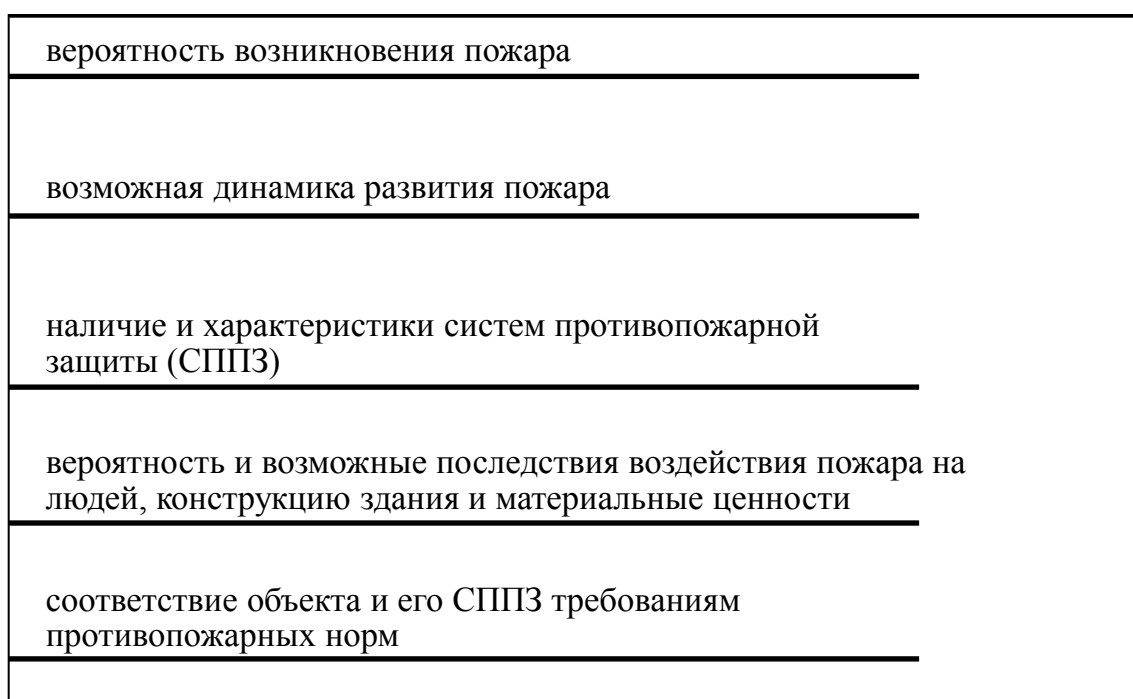 вероятность возникновения пожара
возможная динамика развития пожара
наличие и характеристики систем противопожарной
защиты (СППЗ)
вероятность и возможные последствия воздействия пожара на
людей, конструкцию здания и материальные ценности
соответствие объекта и его СППЗ требованиям
противопожарных норм